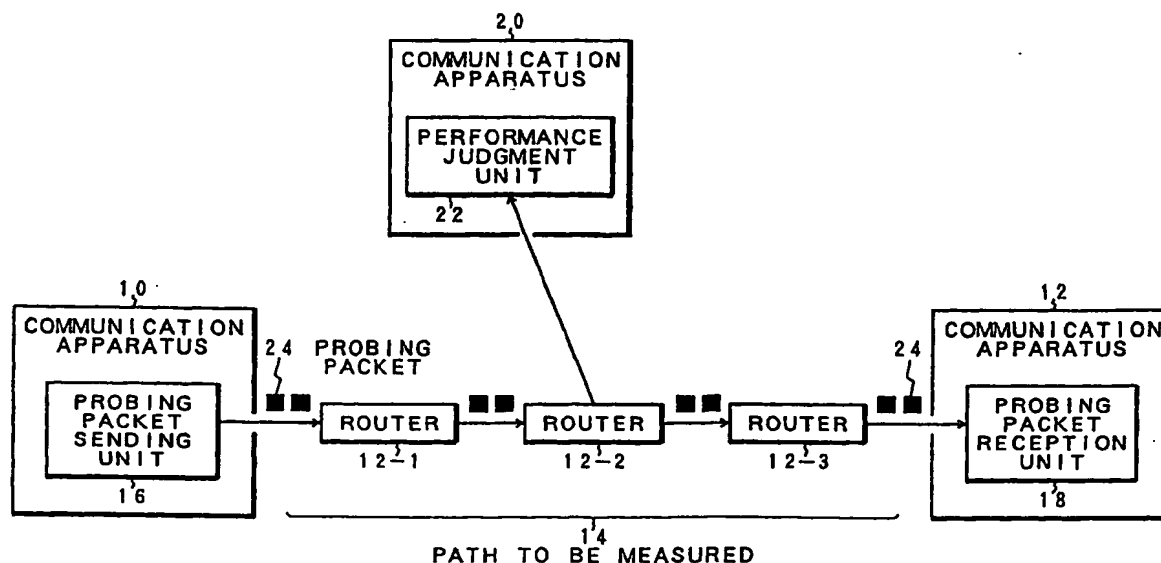 20
COMMUNICATION
APPARATUS
PERFORMANCE
JUDGMENT
UNIT
22
10
COMMUNICATION
APPARATUS
24
PROBING
PACKET
PROBING
PACKET
SENDING
UNIT
16
ROUTER
12-1
ROUTER
12-2
ROUTER
12-3
24
12
COMMUNICATION
APPARATUS
PROBING
PACKET
RECEPTION
UNIT
18
14
PATH TO BE MEASURED